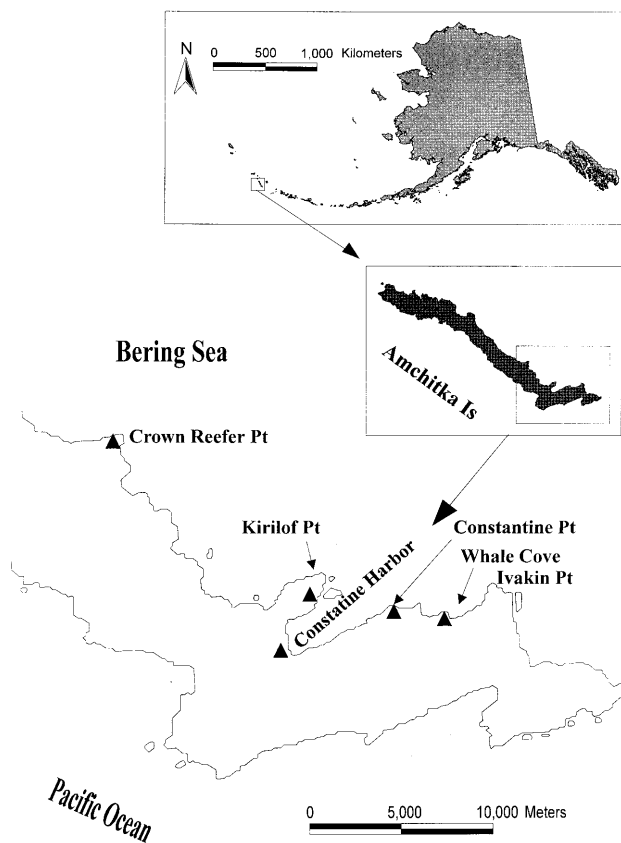 N
0 500 1,000 Kilometers
Amchitka Is
Bering Sea
Crown Reefer Pt
Kirilof Pt
Constatine Harbor
Constantine Pt
Whale Cove
Ivakin Pt
Pacific Ocean
0 5,000 10,000 Meters